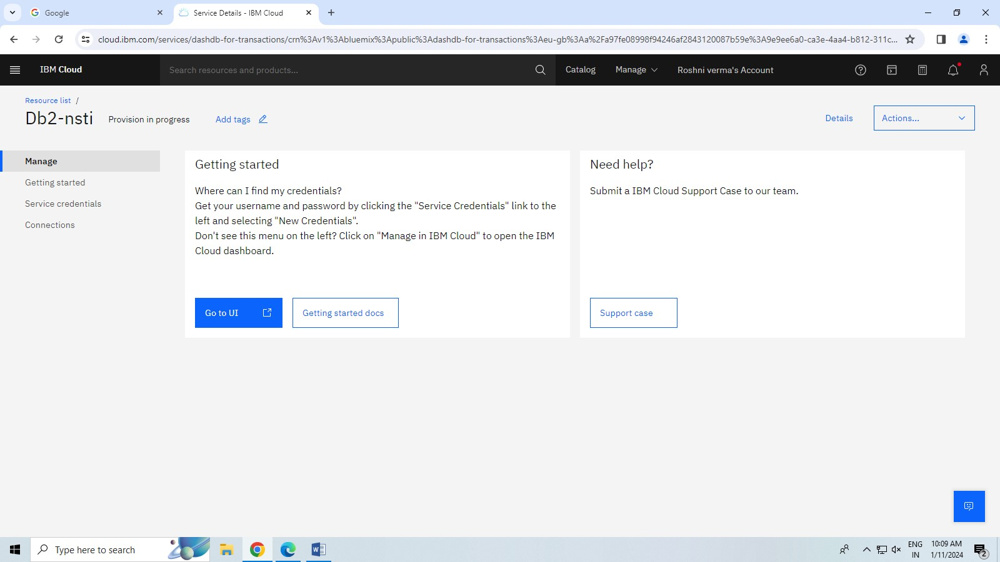 Google
Service Details - IBM Cloud
cloud.ibm.com/services/dashdb-for-transactions/crn%3Av1%3Abluemix%3Apublic%3Adashdb-for-transactions%3Aeu-gb%3Aa%2Fa97fe08998f94246af2843120087b59e%3A9e9ee6a0-ca3e-4aa4-b812-311c...
IBM Cloud
Search resources and products...
Catalog
Manage
Roshni verma's Account
Resource list /
Db2-nsti
Provision in progress
Add tags
Details
Actions...
Manage
Getting started
Service credentials
Connections
Getting started
Where can I find my credentials?
Get your username and password by clicking the "Service Credentials" link to the
left and selecting "New Credentials".
Don't see this menu on the left? Click on "Manage in IBM Cloud" to open the IBM
Cloud dashboard.
Go to UI
Getting started docs
Need help?
Submit a IBM Cloud Support Case to our team.
Support case
Type here to search
ENG
IN
10:09 AM
1/11/2024
2